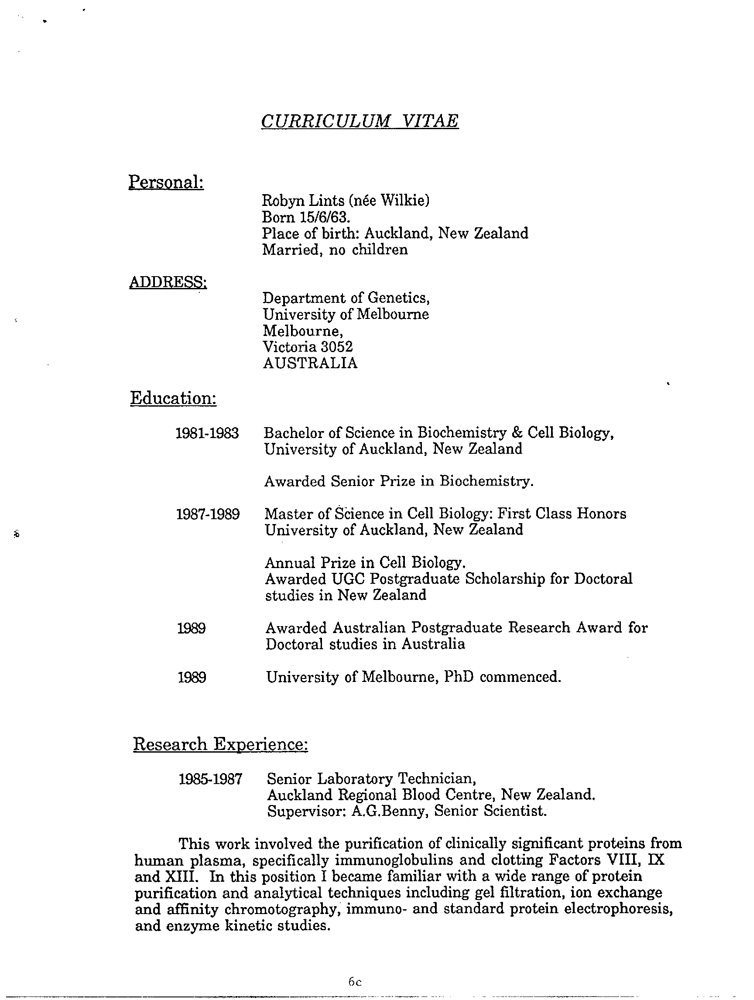 CURRICULUM VITAE
Personal:
Robyn Lints (née Wilkie)
Born 15/6/63.
Place of birth: Auckland, New Zealand
Married, no children
ADDRESS:
Department of Genetics,
University of Melbourne
Melbourne,
Victoria 3052
AUSTRALIA
Education:
1981-1983 Bachelor of Science in Biochemistry & Cell Biology,
University of Auckland, New Zealand
Awarded Senior Prize in Biochemistry.
1987-1989 Master of Science in Cell Biology: First Class Honors
University of Auckland, New Zealand
Annual Prize in Cell Biology.
Awarded UGC Postgraduate Scholarship for Doctoral
studies in New Zealand
1989 Awarded Australian Postgraduate Research Award for
Doctoral studies in Australia
1989 University of Melbourne, PhD commenced.
Research Experience:
1985-1987 Senior Laboratory Technician,
Auckland Regional Blood Centre, New Zealand.
Supervisor: A.G.Benny, Senior Scientist.
This work involved the purification of clinically significant proteins from
human plasma, specifically immunoglobulins and clotting Factors VIII, IX
and XIII. In this position I became familiar with a wide range of protein
purification and analytical techniques including gel filtration, ion exchange
and affinity chromotography, immuno- and standard protein electrophoresis,
and enzyme kinetic studies.
6c